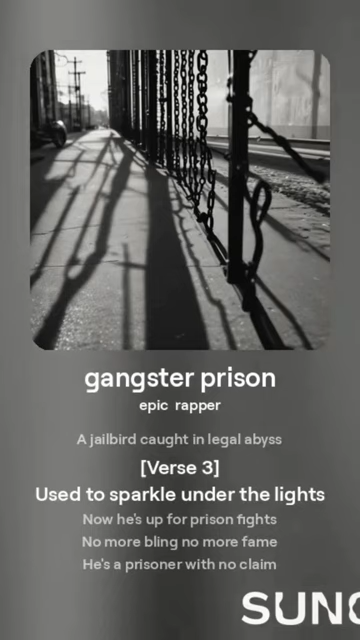 gangster prison
epic rapper
A jailbird caught in legal abyss
[Verse 3]
Used to sparkle under the lights
Now he's up for prison fights
No more bling no more fame
He's a prisoner with no claim
SUNO